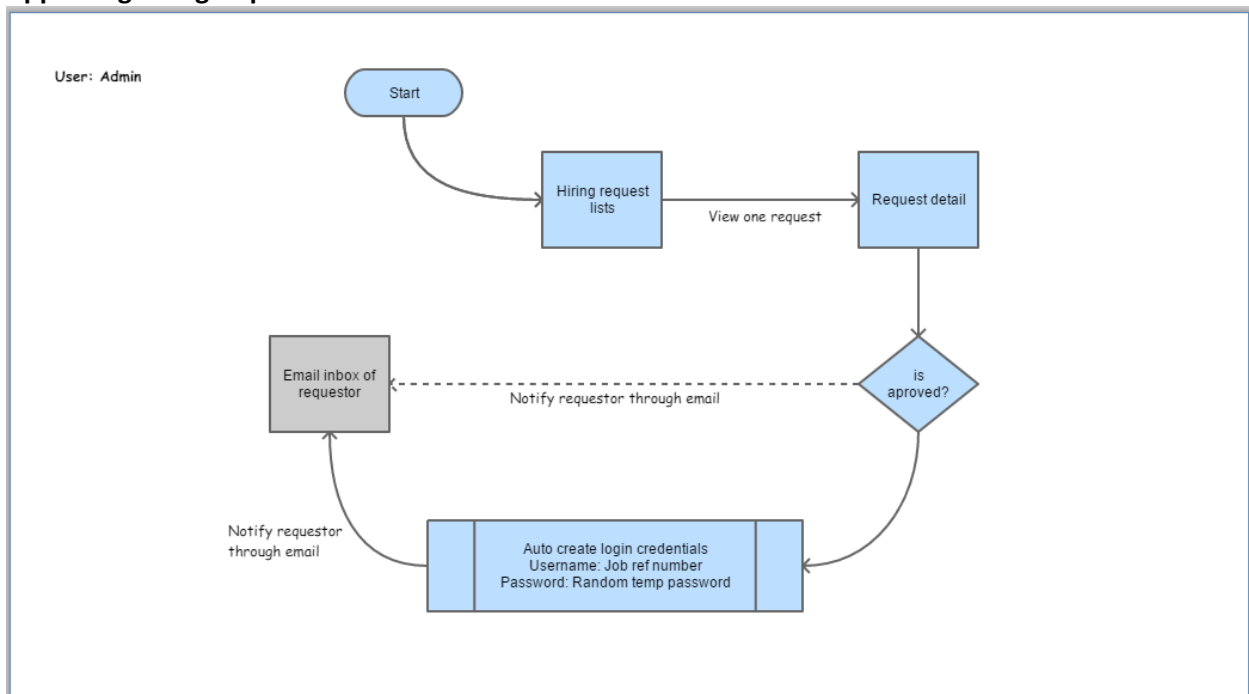 User: Admin
Start
Hiring request
lists
View one request
Request detail
is
aproved?
Email inbox of
requestor
Notify requestor through email
Notify requestor
through email
Auto create login credentials
Username: Job ref number
Password: Random temp password